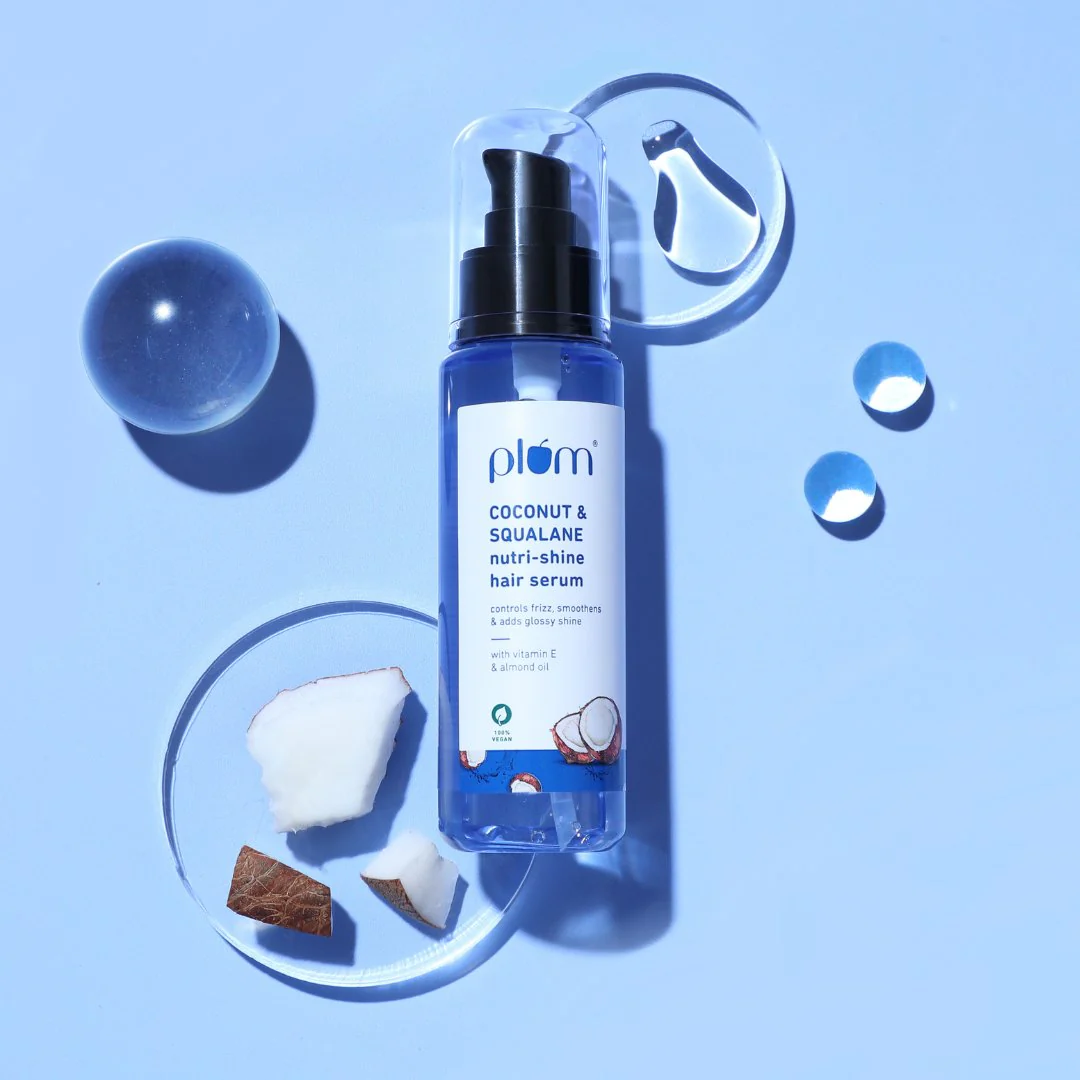 plum®
COCONUT &
SQUALANE
nutri-shine
hair serum
controls frizz, smoothens
& adds glossy shine
with vitamin E
& almond oil
100%
VEGAN